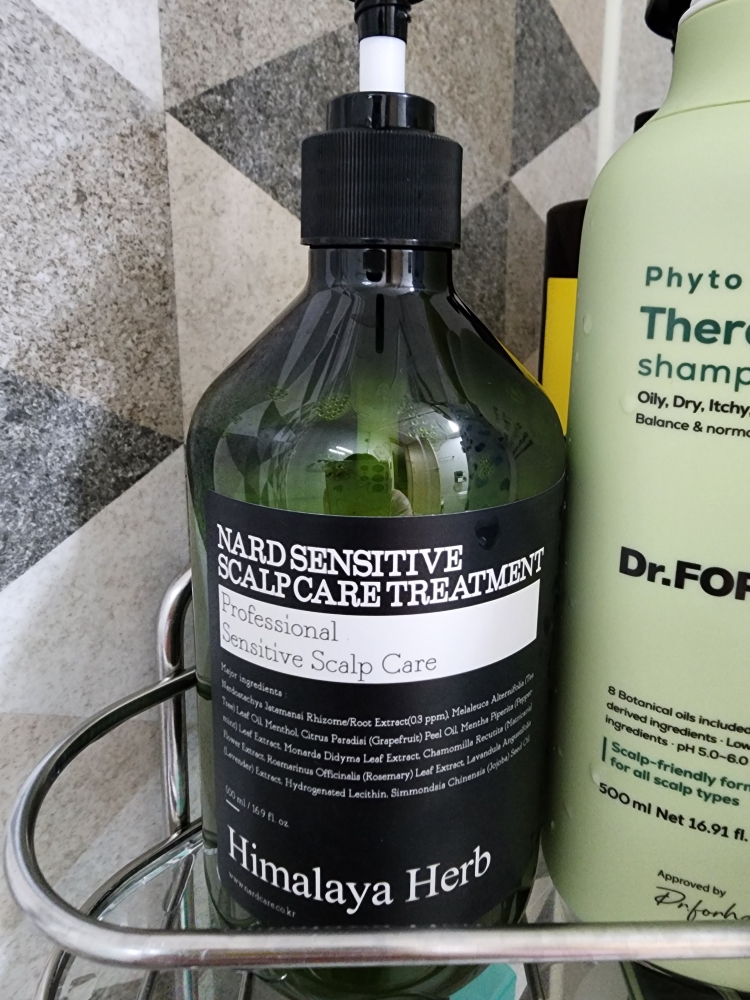 NARD SENSITIVE
SCALP CARE TREATMENT
Professional
Sensitive Scalp Care
Major ingredients :
Nardostachys Jatamansi Rhizome/Root Extract(0.3 ppm), Melaleuca Alternifolia (Tea
Tree) Leaf Oil, Menthol, Citrus Paradisi (Grapefruit) Peel Oil, Mentha Piperita (Pepper
mint) Leaf Extract, Monarda Didyma Leaf Extract, Chamomilla Recutita (Matricaria)
Flower Extract, Rosmarinus Officinalis (Rosemary) Leaf Extract, Lavandula Angustifolia
(Lavender) Extract, Hydrogenated Lecithin, Simmondsia Chinensis (Jojoba) Seed Oil
500 ml / 16.9 fl. oz.
Himalaya Herb
www.nardcare.co.kr
Phyto
Thera
shamp
Oily, Dry, Itchy,
Balance & norma
Dr.FOR
8 Botanical oils included
derived ingredients · Low
ingredients · pH 5.0-6.0
Scalp-friendly form
for all scalp types
500 ml Net 16.91 fl.
Approved by
Dr.forha